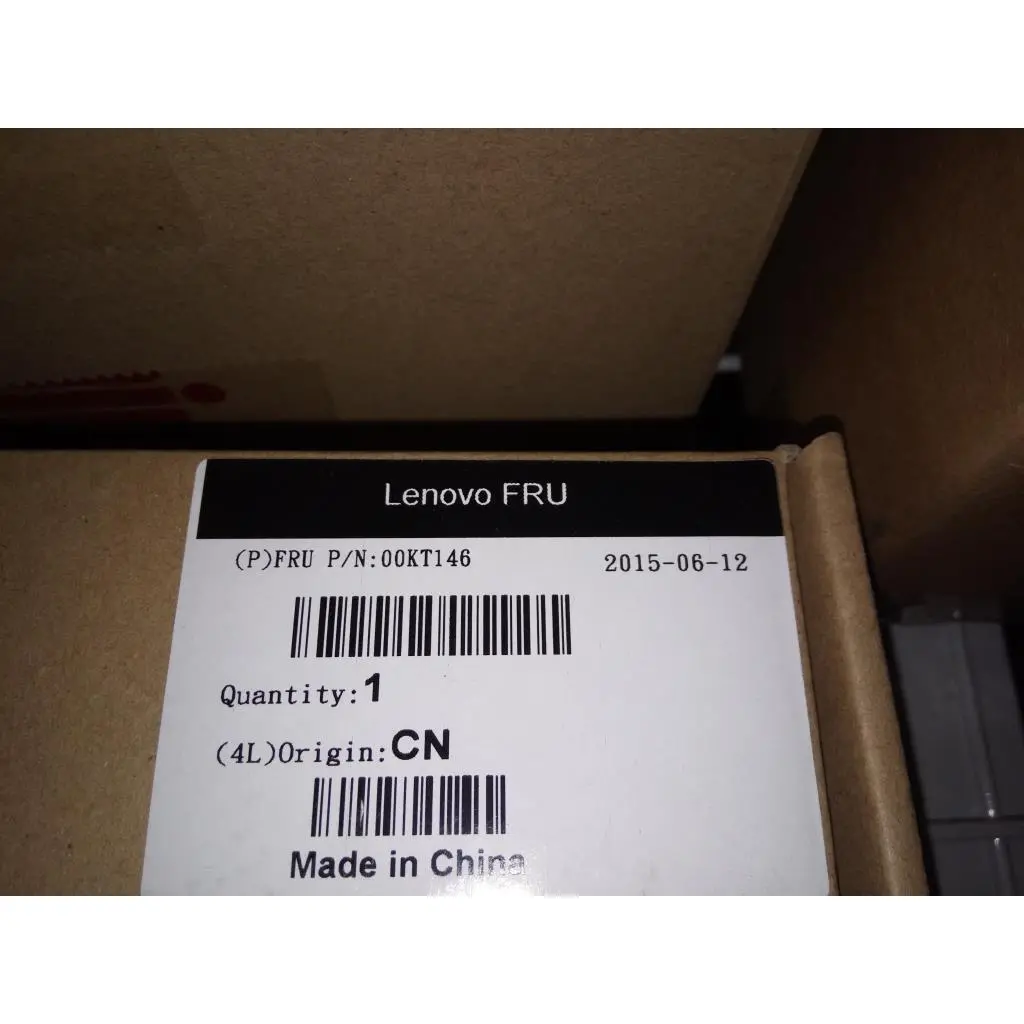 Lenovo FRU
(P)FRU P/N:00KT146
2015-06-12
Quantity:1
(4L)Origin:CN
Made in China